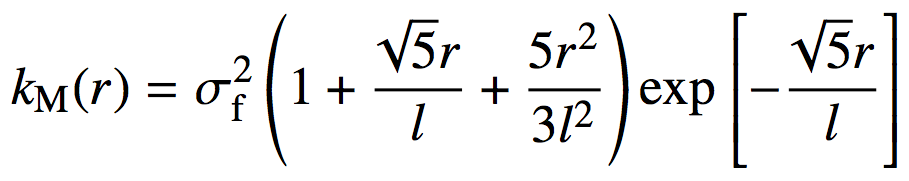 k_M(r) = σ_f^2 (1 + √5r/l + 5r^2/3l^2) exp [−√5r/l]